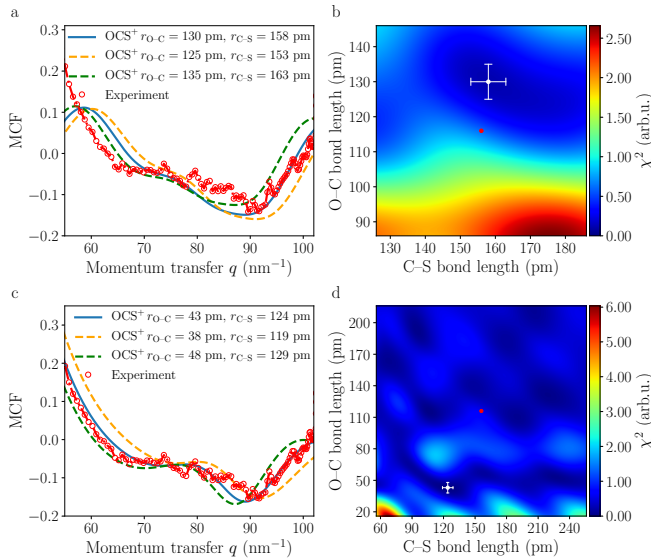 a
OCS⁺ r_O–C = 130 pm, r_C-S = 158 pm
OCS⁺ r_O–C = 125 pm, r_C-S = 153 pm
OCS⁺ r_O–C = 135 pm, r_C-S = 163 pm
Experiment
0.3
0.2
0.1
0.0
−0.1
−0.2
MCF
60 70 80 90 100
Momentum transfer q (nm⁻¹)
b
140
130
120
110
100
90
O–C bond length (pm)
130 140 150 160 170 180
C–S bond length (pm)
2.50
2.00
1.50
1.00
0.50
0.00
χ² (arb.u.)
c
OCS⁺ r_O–C = 43 pm, r_C-S = 124 pm
OCS⁺ r_O–C = 38 pm, r_C-S = 119 pm
OCS⁺ r_O–C = 48 pm, r_C-S = 129 pm
Experiment
0.3
0.2
0.1
0.0
−0.1
−0.2
MCF
60 70 80 90 100
Momentum transfer q (nm⁻¹)
d
200
170
140
110
80
50
20
O–C bond length (pm)
60 90 120 150 180 210 240
C–S bond length (pm)
6.00
5.00
4.00
3.00
2.00
1.00
0.00
χ² (arb.u.)